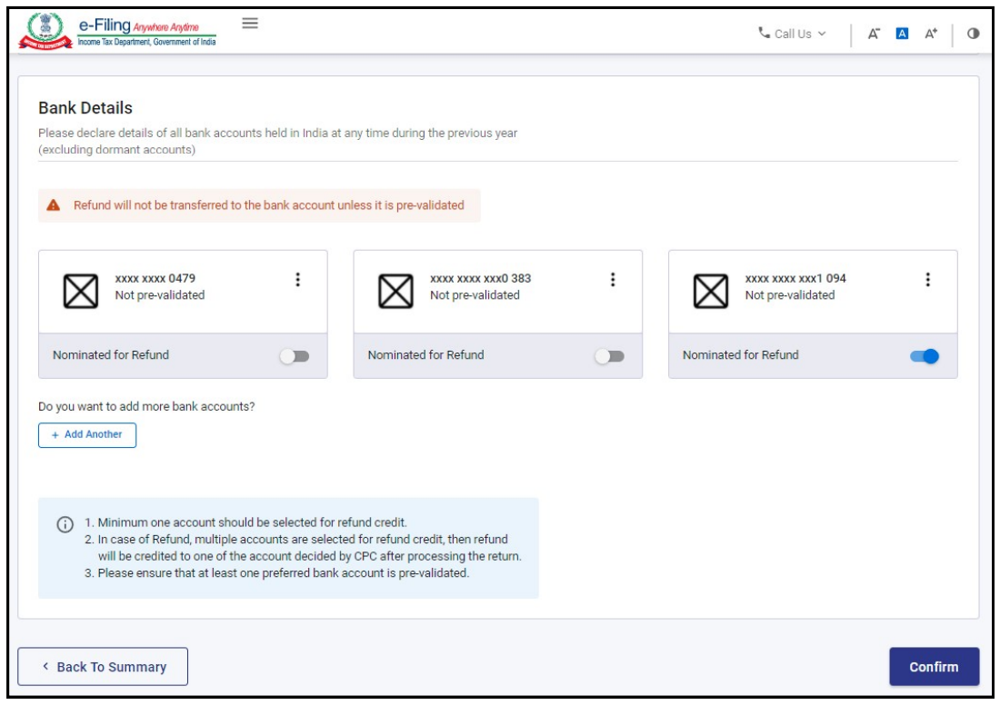 e-Filing Anywhere Anytime
Income Tax Department, Government of India
Call Us
A-
A
A+
Bank Details
Please declare details of all bank accounts held in India at any time during the previous year
(excluding dormant accounts)
Refund will not be transferred to the bank account unless it is pre-validated
xxxx xxxx 0479
Not pre-validated
Nominated for Refund
xxxx xxxx xxx0 383
Not pre-validated
Nominated for Refund
xxxx xxxx xxx1 094
Not pre-validated
Nominated for Refund
Do you want to add more bank accounts?
+ Add Another
1. Minimum one account should be selected for refund credit.
2. In case of Refund, multiple accounts are selected for refund credit, then refund
will be credited to one of the account decided by CPC after processing the return.
3. Please ensure that at least one preferred bank account is pre-validated.
< Back To Summary
Confirm